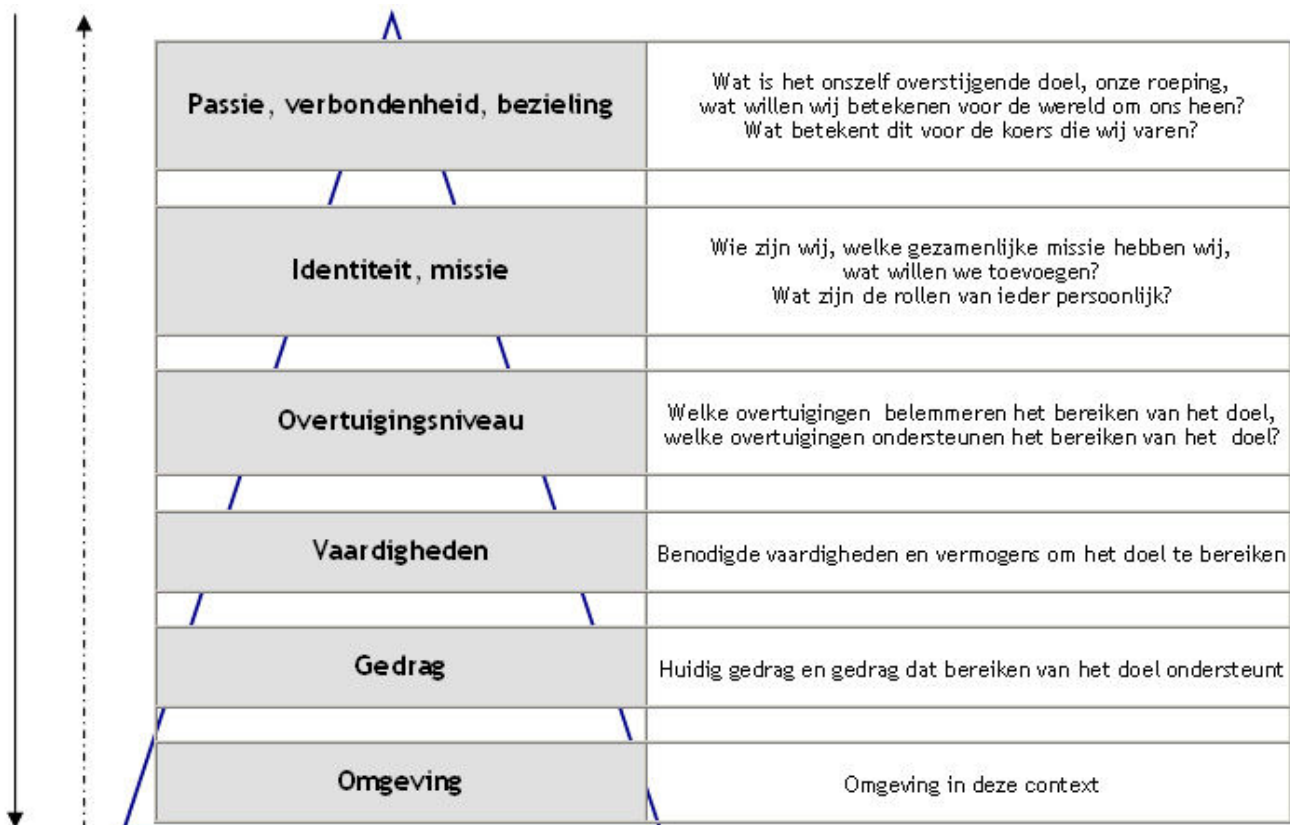 Passie, verbondenheid, bezieling
Wat is het onszelf overstijgende doel, onze roeping,
wat willen wij betekenen voor de wereld om ons heen?
Wat betekent dit voor de koers die wij varen?
Identiteit, missie
Wie zijn wij, welke gezamenlijke missie hebben wij,
wat willen we toevoegen?
Wat zijn de rollen van ieder persoonlijk?
Overtuigingsniveau
Welke overtuigingen belemmeren het bereiken van het doel,
welke overtuigingen ondersteunen het bereiken van het doel?
Vaardigheden
Benodigde vaardigheden en vermogens om het doel te bereiken
Gedrag
Huidig gedrag en gedrag dat bereiken van het doel ondersteunt
Omgeving
Omgeving in deze context